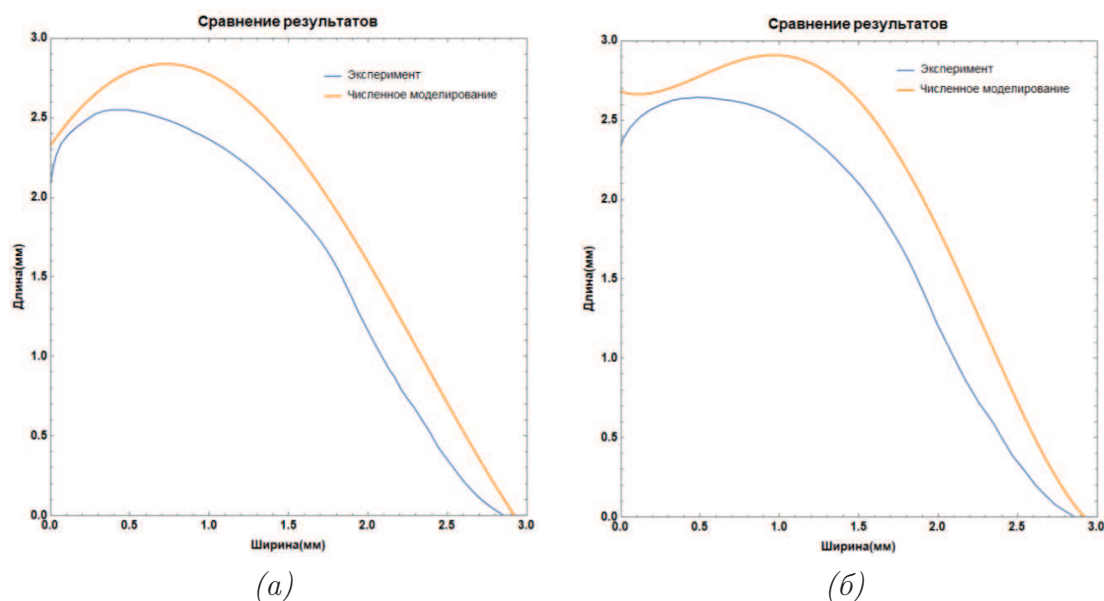 Сравнение результатов
3.0
2.5
2.0
1.5
1.0
0.5
0.0
Длина(мм)
Эксперимент
Численное моделирование
0.0 0.5 1.0 1.5 2.0 2.5 3.0
Ширина(мм)
(а)
Сравнение результатов
3.0
2.5
2.0
1.5
1.0
0.5
0.0
Длина(мм)
Эксперимент
Численное моделирование
0.0 0.5 1.0 1.5 2.0 2.5 3.0
Ширина(мм)
(б)